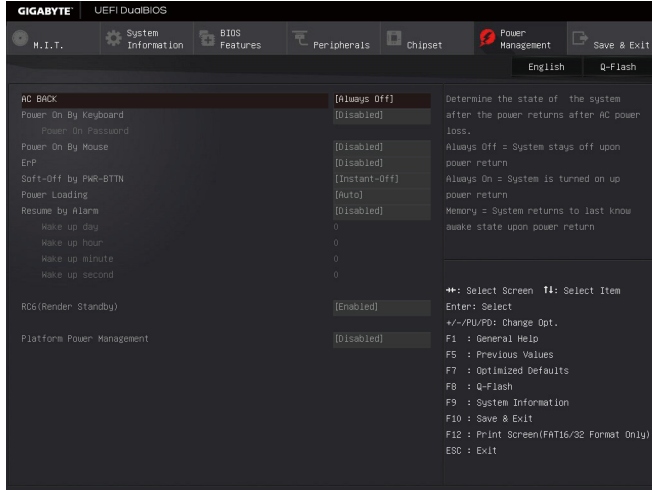 GIGABYTE™ UEFI DualBIOS
M.I.T.
System Information
BIOS Features
Peripherals
Chipset
Power Management
Save & Exit
English Q-Flash
AC BACK [Always Off]
Power On By Keyboard [Disabled]
Power On Password
Power On By Mouse [Disabled]
ErP [Disabled]
Soft-Off by PWR-BTTN [Instant-Off]
Power Loading [Auto]
Resume by Alarm [Disabled]
Wake up day 0
Wake up hour 0
Wake up minute 0
Wake up second 0
RC6(Render Standby) [Enabled]
Platform Power Management [Disabled]
Determine the state of the system
after the power returns after AC power
loss.
Always Off = System stays off upon
power return
Always On = System is turned on up
power return
Memory = System returns to last know
awake state upon power return
→←: Select Screen ↑↓: Select Item
Enter: Select
+/-/PU/PD: Change Opt.
F1 : General Help
F5 : Previous Values
F7 : Optimized Defaults
F8 : Q-Flash
F9 : System Information
F10 : Save & Exit
F12 : Print Screen(FAT16/32 Format Only)
ESC : Exit